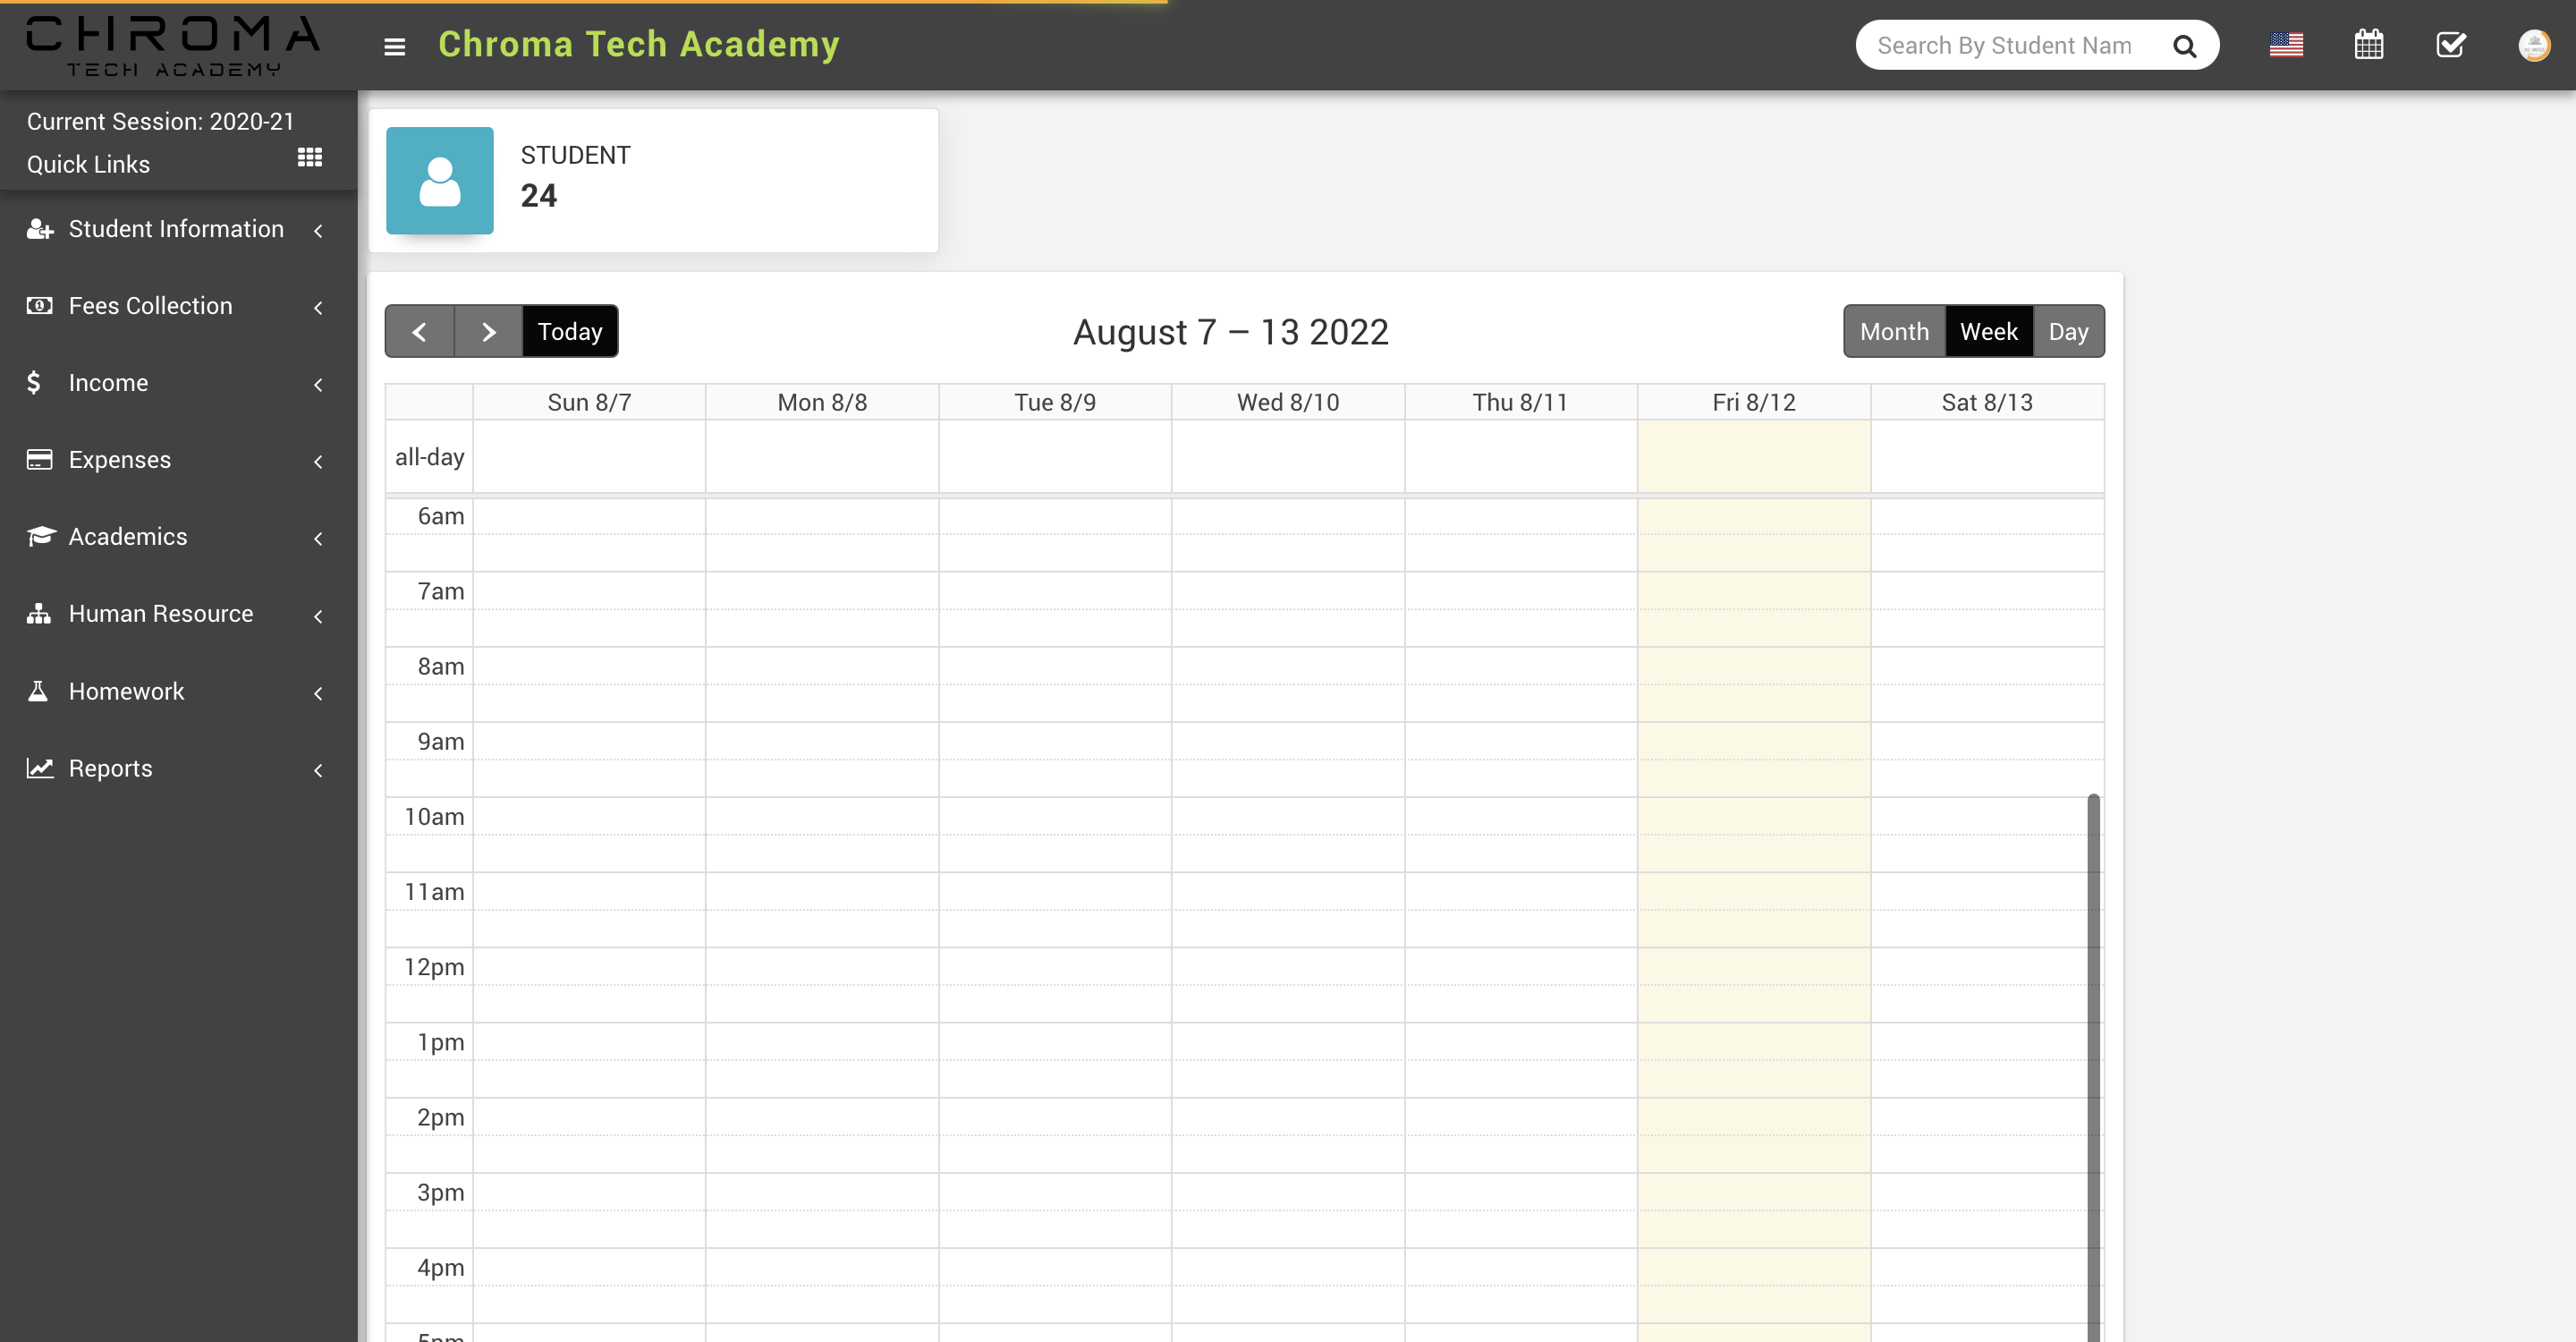 CHROMA
TECH ACADEMY
Chroma Tech Academy
Search By Student Nam
Current Session: 2020-21
Quick Links
Student Information
Fees Collection
Income
Expenses
Academics
Human Resource
Homework
Reports
STUDENT
24
Today
August 7 – 13 2022
Month Week Day
Sun 8/7 Mon 8/8 Tue 8/9 Wed 8/10 Thu 8/11 Fri 8/12 Sat 8/13
all-day
6am
7am
8am
9am
10am
11am
12pm
1pm
2pm
3pm
4pm
5pm